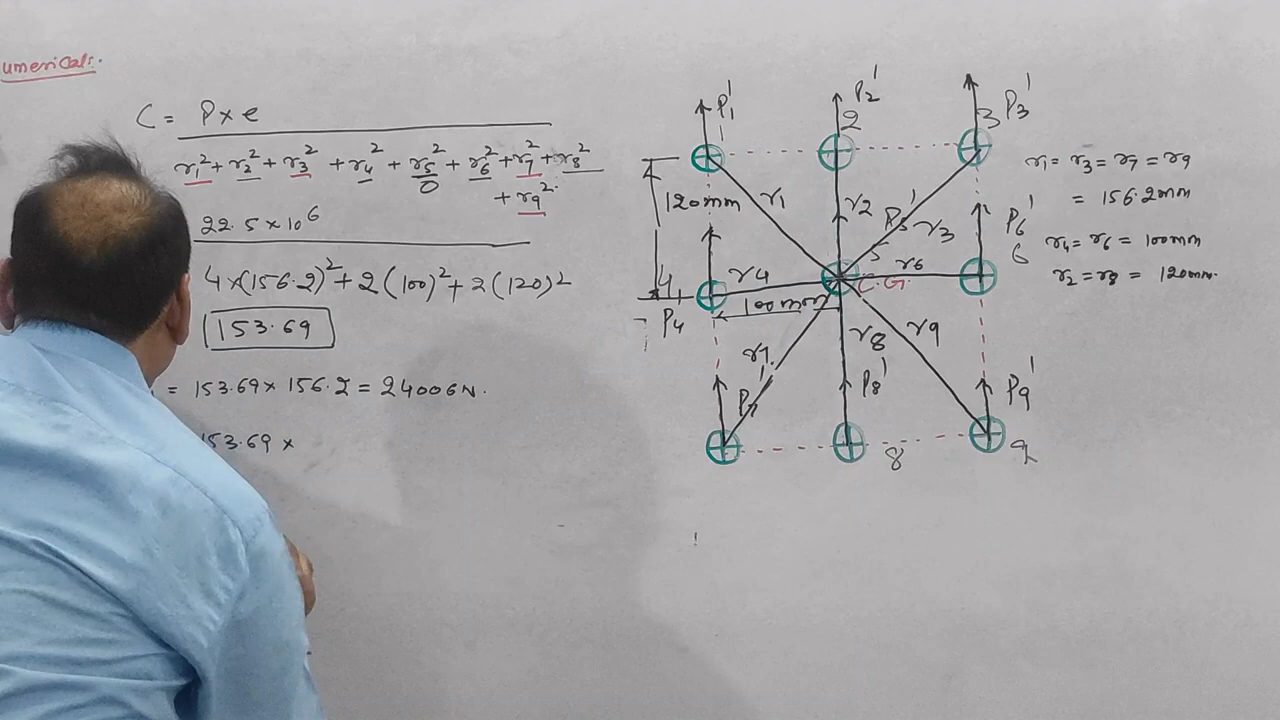 umericals.
C = P x e
r1² + r2² + r3² + r4² + r5² + r6² + r7² + r8²
0
+ r9².
22.5 x 10⁶
4 x (156.2)² + 2 (100)² + 2 (120)²
153.69
= 153.69 x 156.2 = 24006 N.
153.69 x
P1'
P2'
2
3
P3'
120mm
r1
r2
P5'
r3
P6'
6
4
r4
5
r6
C.G.
P4
100mm
r7
r8
r9
P7'
P8'
P9'
8
9
r1 = r3 = r7 = r9
= 156.2mm
r4 = r6 = 100mm
r2 = r8 = 120mm.